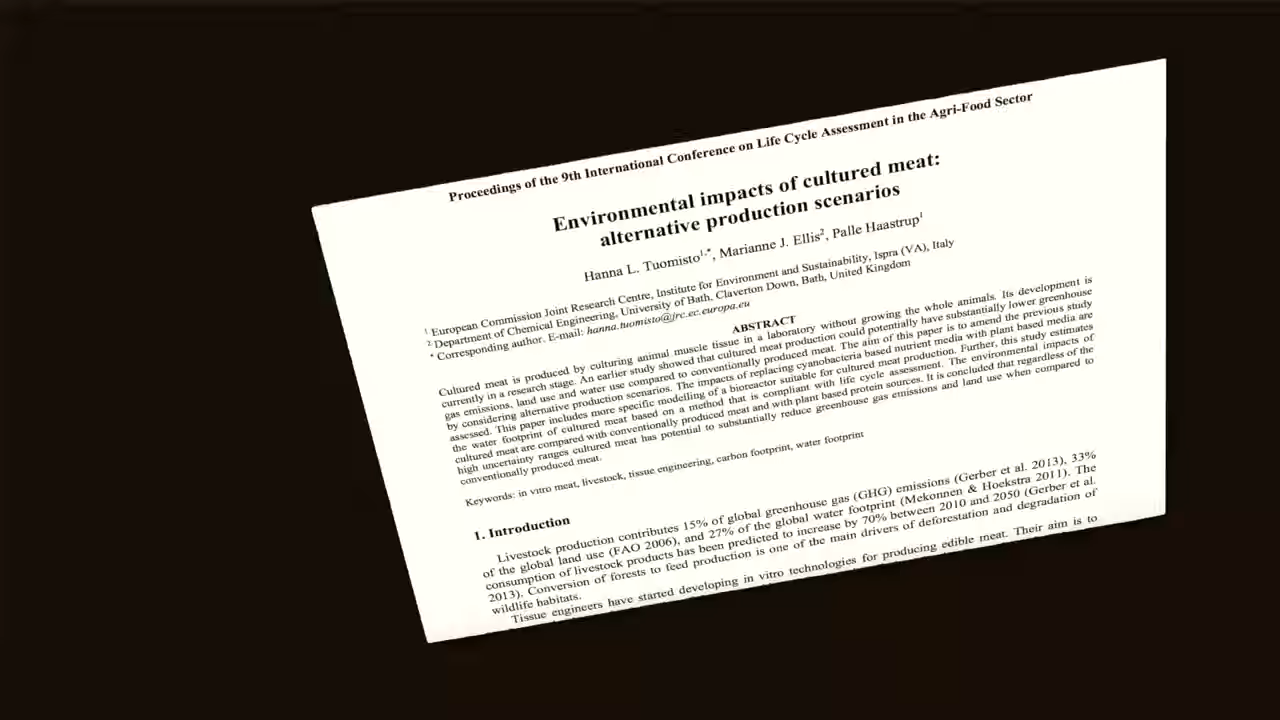 Proceedings of the 9th International Conference on Life Cycle Assessment in the Agri-Food Sector
Environmental impacts of cultured meat:
alternative production scenarios
Hanna L. Tuomisto1,*, Marianne J. Ellis2, Palle Haastrup1
1 European Commission Joint Research Centre, Institute for Environment and Sustainability, Ispra (VA), Italy
2 Department of Chemical Engineering, University of Bath, Claverton Down, Bath, United Kingdom
* Corresponding author. E-mail: hanna.tuomisto@jrc.ec.europa.eu
ABSTRACT
Cultured meat is produced by culturing animal muscle tissue in a laboratory without growing the whole animals. Its development is
currently in a research stage. An earlier study showed that cultured meat production could potentially have substantially lower greenhouse
gas emissions, land use and water use compared to conventionally produced meat. The aim of this paper is to amend the previous study
by considering alternative production scenarios. The impacts of replacing cyanobacteria based nutrient media with plant based media are
assessed. This paper includes more specific modelling of a bioreactor suitable for cultured meat production. Further, this study estimates
the water footprint of cultured meat based on a method that is compliant with life cycle assessment. The environmental impacts of
cultured meat are compared with conventionally produced meat and with plant based protein sources. It is concluded that regardless of the
high uncertainty ranges cultured meat has potential to substantially reduce greenhouse gas emissions and land use when compared to
conventionally produced meat.
Keywords: in vitro meat, livestock, tissue engineering, carbon footprint, water footprint
1. Introduction
Livestock production contributes 15% of global greenhouse gas (GHG) emissions (Gerber et al. 2013), 33%
of the global land use (FAO 2006), and 27% of the global water footprint (Mekonnen & Hoekstra 2011). The
consumption of livestock products has been predicted to increase by 70% between 2010 and 2050 (Gerber et al.
2013). Conversion of forests to feed production is one of the main drivers of deforestation and degradation of
wildlife habitats.
Tissue engineers have started developing in vitro technologies for producing edible meat. Their aim is to